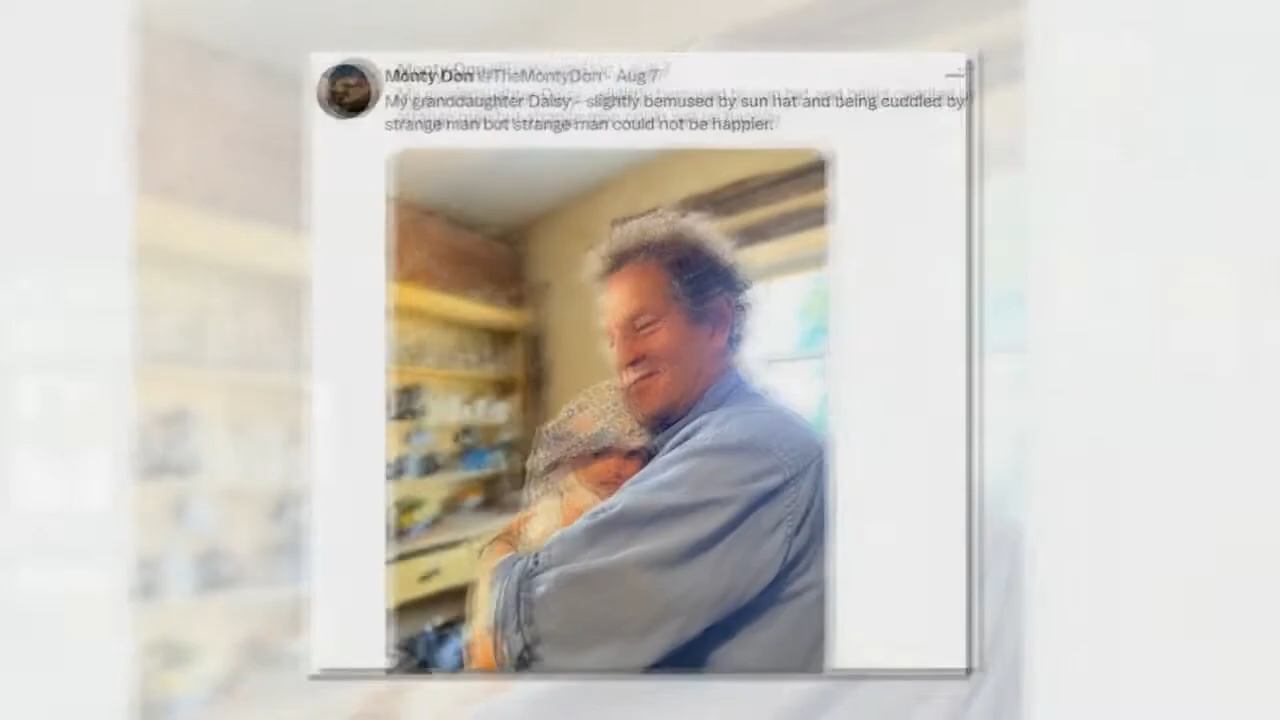 Monty Don @TheMontyDon · Aug 7
My granddaughter Daisy - slightly bemused by sun hat and being cuddled by
strange man but strange man could not be happier.